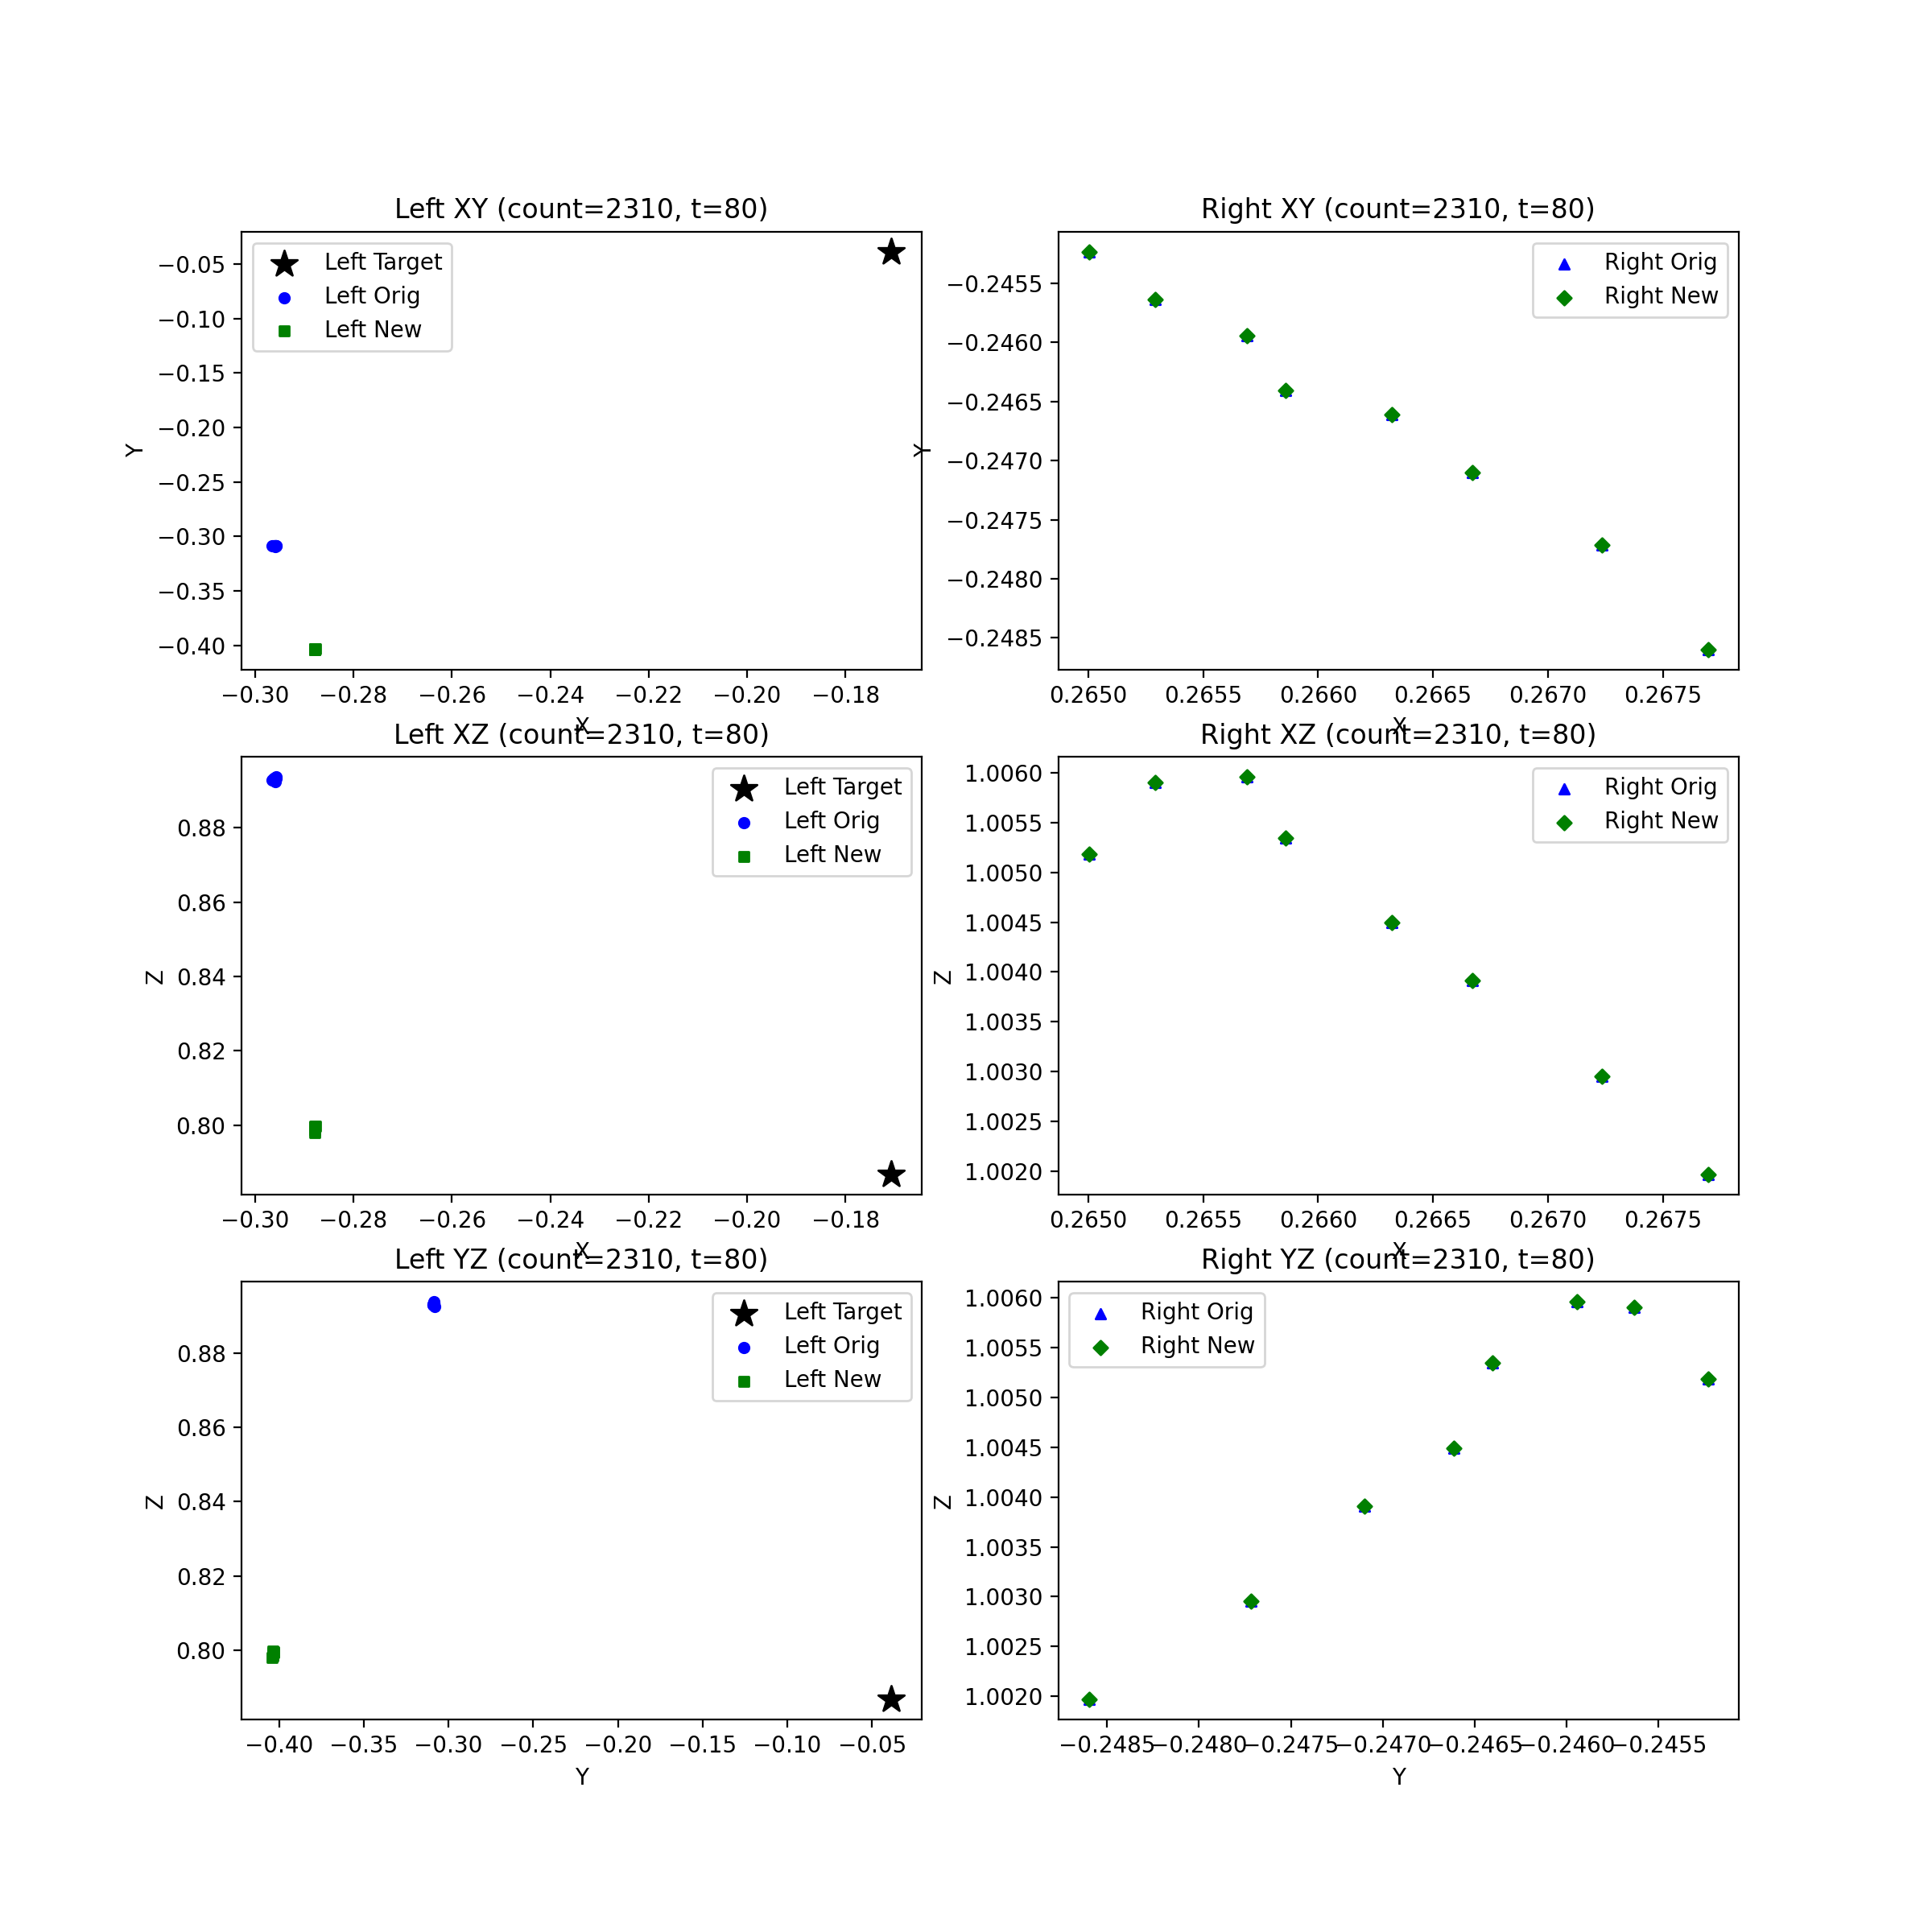 Left XY (count=2310, t=80)
Left Target
Left Orig
Left New
Y
−0.05
−0.10
−0.15
−0.20
−0.25
−0.30
−0.35
−0.40
−0.30 −0.28 −0.26 −0.24 −0.22 −0.20 −0.18
X
Right XY (count=2310, t=80)
Right Orig
Right New
Y
−0.2455
−0.2460
−0.2465
−0.2470
−0.2475
−0.2480
−0.2485
0.2650 0.2655 0.2660 0.2665 0.2670 0.2675
X
Left XZ (count=2310, t=80)
Left Target
Left Orig
Left New
Z
0.88
0.86
0.84
0.82
0.80
−0.30 −0.28 −0.26 −0.24 −0.22 −0.20 −0.18
X
Right XZ (count=2310, t=80)
Right Orig
Right New
Z
1.0060
1.0055
1.0050
1.0045
1.0040
1.0035
1.0030
1.0025
1.0020
0.2650 0.2655 0.2660 0.2665 0.2670 0.2675
X
Left YZ (count=2310, t=80)
Left Target
Left Orig
Left New
Z
0.88
0.86
0.84
0.82
0.80
−0.40 −0.35 −0.30 −0.25 −0.20 −0.15 −0.10 −0.05
Y
Right YZ (count=2310, t=80)
Right Orig
Right New
Z
1.0060
1.0055
1.0050
1.0045
1.0040
1.0035
1.0030
1.0025
1.0020
−0.2485 −0.2480 −0.2475 −0.2470 −0.2465 −0.2460 −0.2455
Y